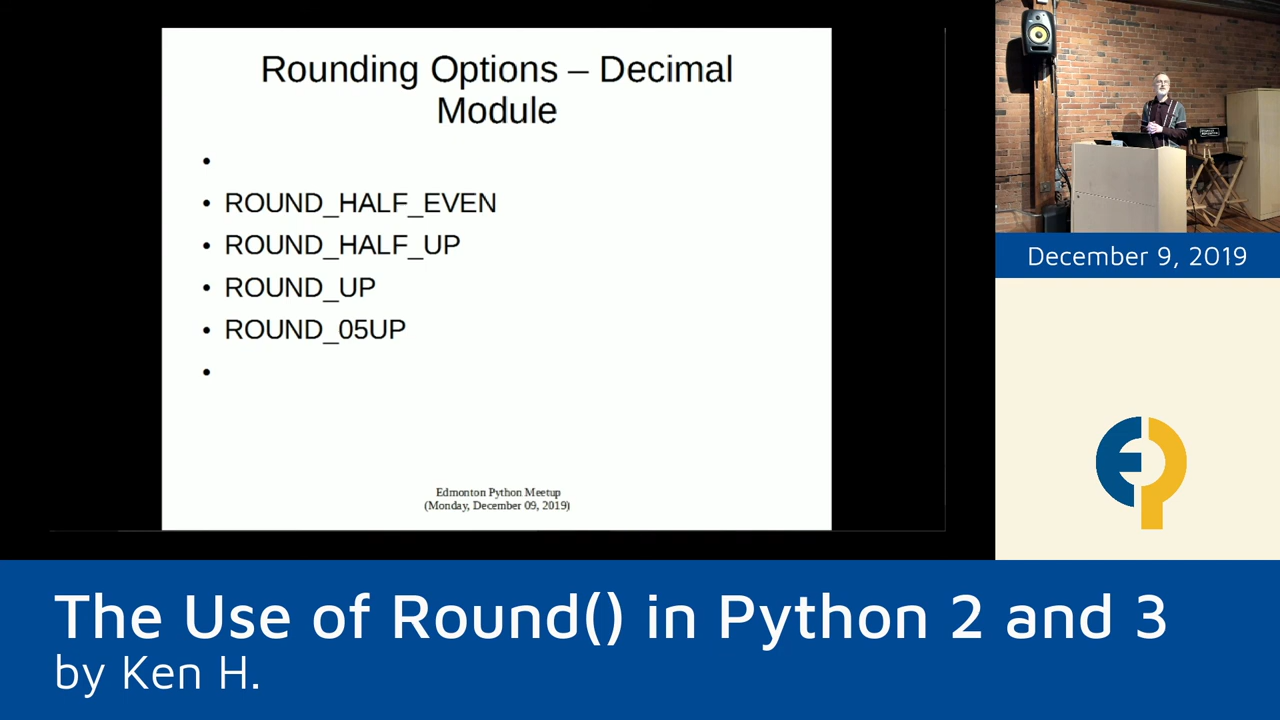 Rounding Options – Decimal
Module
ROUND_HALF_EVEN
ROUND_HALF_UP
ROUND_UP
ROUND_05UP
Edmonton Python Meetup
(Monday, December 09, 2019)
December 9, 2019
The Use of Round() in Python 2 and 3
by Ken H.